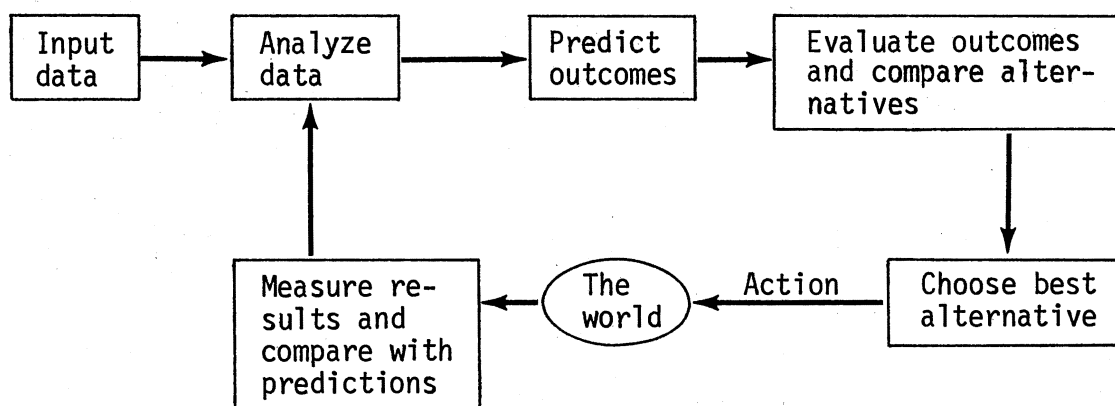 Input
data
Analyze
data
Predict
outcomes
Evaluate outcomes
and compare alter-
natives
Choose best
alternative
Action
The
world
Measure re-
sults and
compare with
predictions